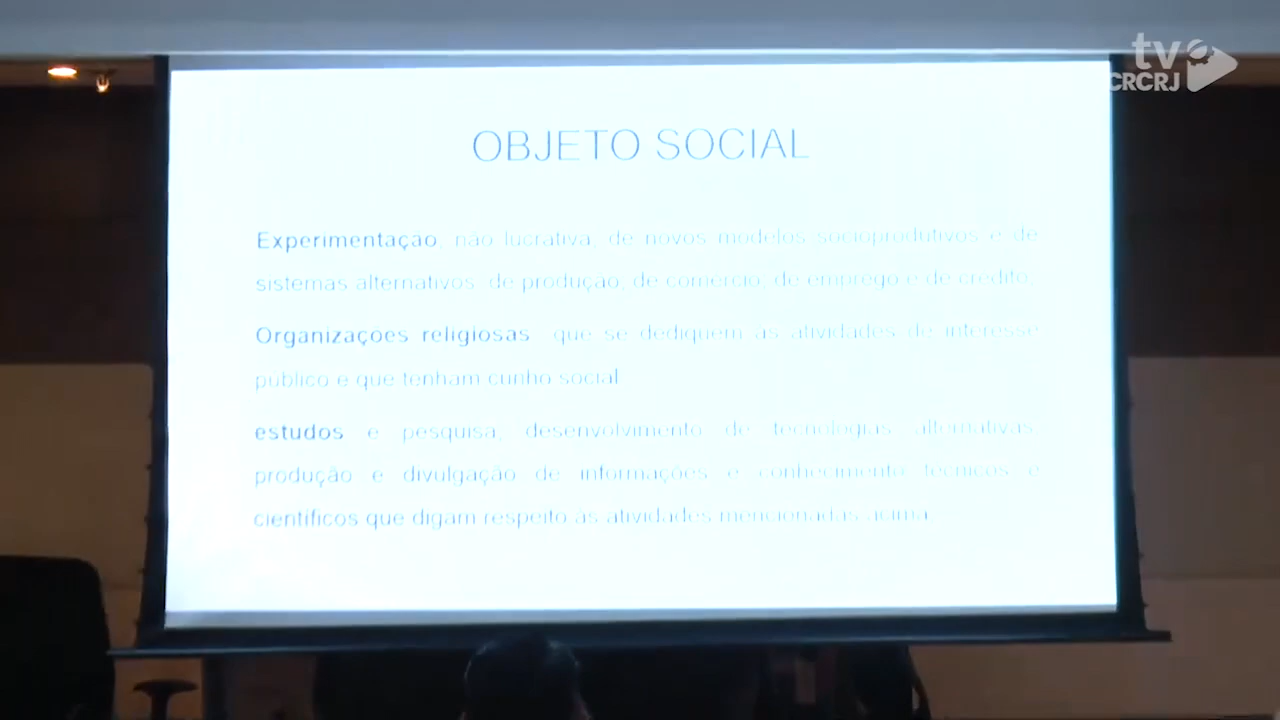 tv
CRCRJ
OBJETO SOCIAL
Experimentação, não lucrativa, de novos modelos socioprodutivos e de
sistemas alternativos de produção, de comércio, de emprego e de crédito;
Organizações religiosas que se dediquem às atividades de interesse
público e que tenham cunho social
estudos e pesquisa, desenvolvimento de tecnologias alternativas,
produção e divulgação de informações e conhecimento técnicos e
científicos que digam respeito às atividades mencionadas acima.